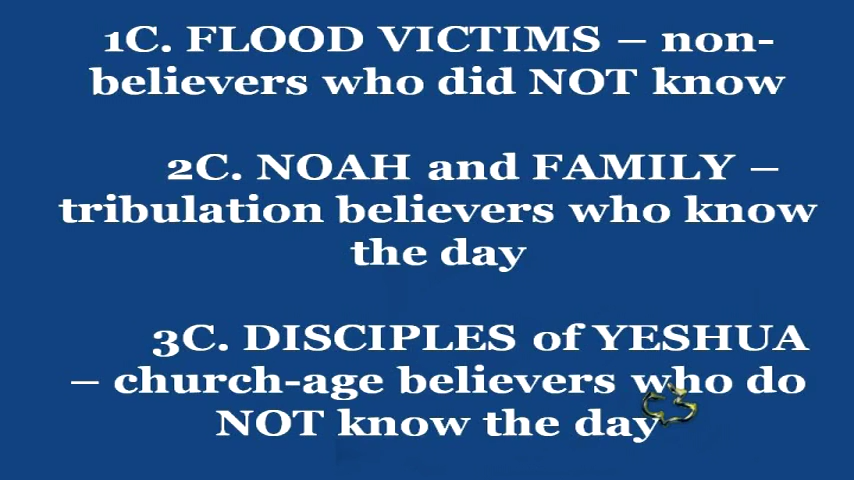 1C. FLOOD VICTIMS – non-
believers who did NOT know
2C. NOAH and FAMILY –
tribulation believers who know
the day
3C. DISCIPLES of YESHUA
– church-age believers who do
NOT know the day